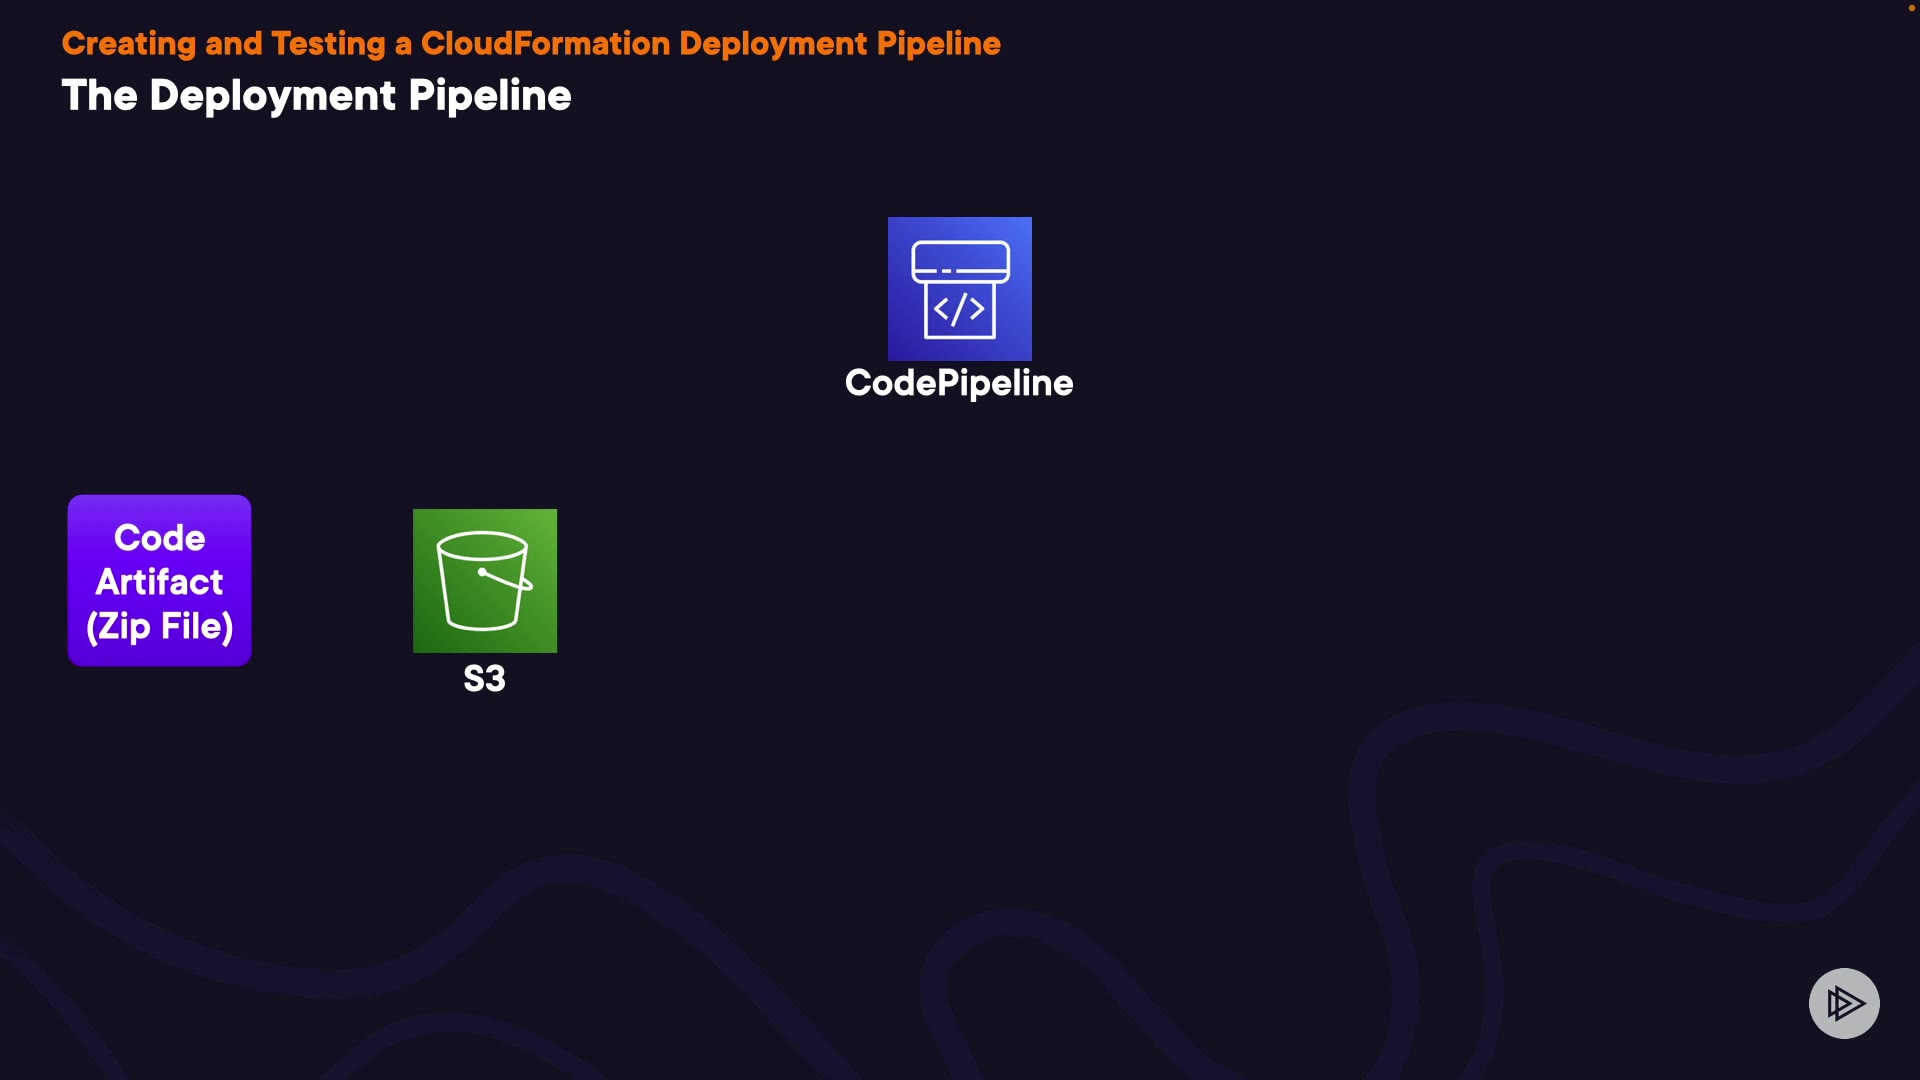 Creating and Testing a CloudFormation Deployment Pipeline
The Deployment Pipeline
</>
CodePipeline
Code
Artifact
(Zip File)
S3